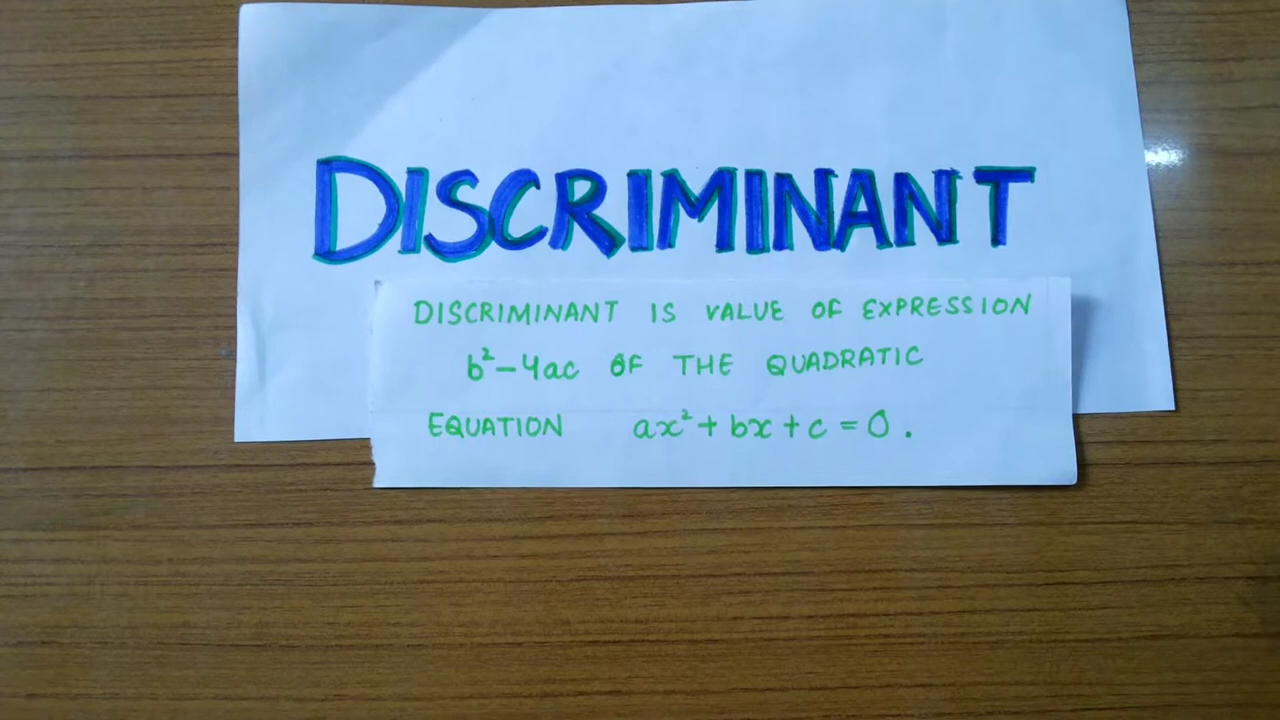 DISCRIMINANT
DISCRIMINANT IS VALUE OF EXPRESSION
b²-4ac OF THE QUADRATIC
EQUATION ax²+bx+c=0.